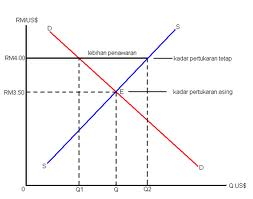 RM/US$
D
S
lebihan penawaran
RM4.00
kadar pertukaran tetap
RM3.50
E
kadar pertukaran asing
S
D
0
Q1
Q
Q2
Q US$